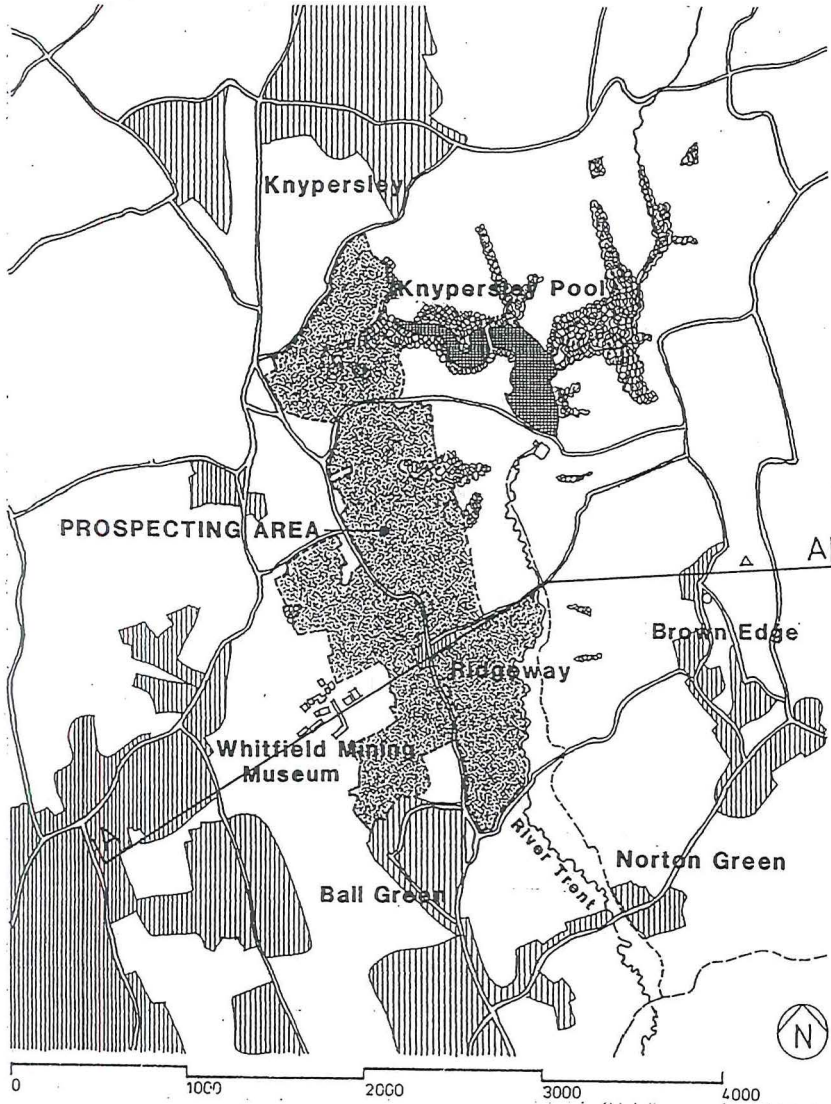 Knypersley
Knypersley Pool
PROSPECTING AREA
A
Brown Edge
Ridgeway
Whitfield Mining
Museum
A
River Trent
Norton Green
Ball Green
N
0 1000 2000 3000 4000